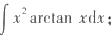 ∫ x² arctan xdx;